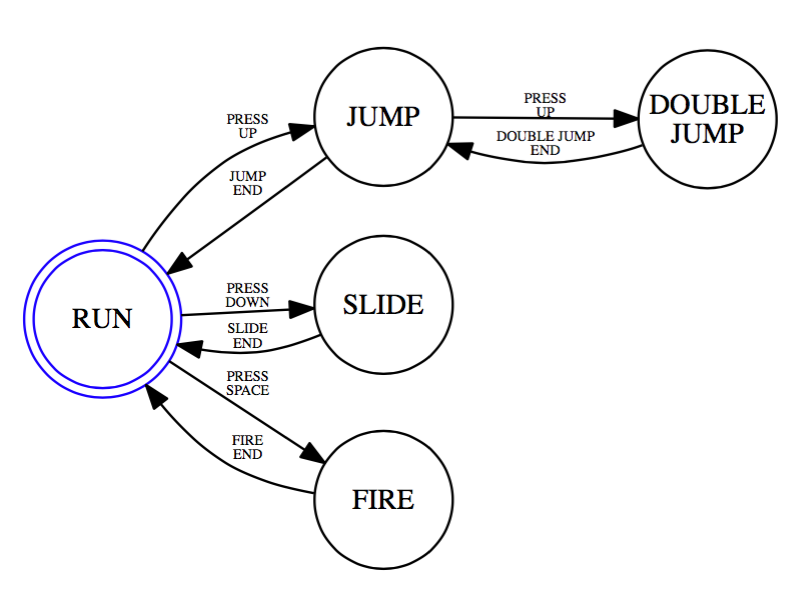 PRESS
UP
JUMP
PRESS
UP
DOUBLE
JUMP
DOUBLE JUMP
END
JUMP
END
RUN
PRESS
DOWN
SLIDE
SLIDE
END
PRESS
SPACE
FIRE
END
FIRE